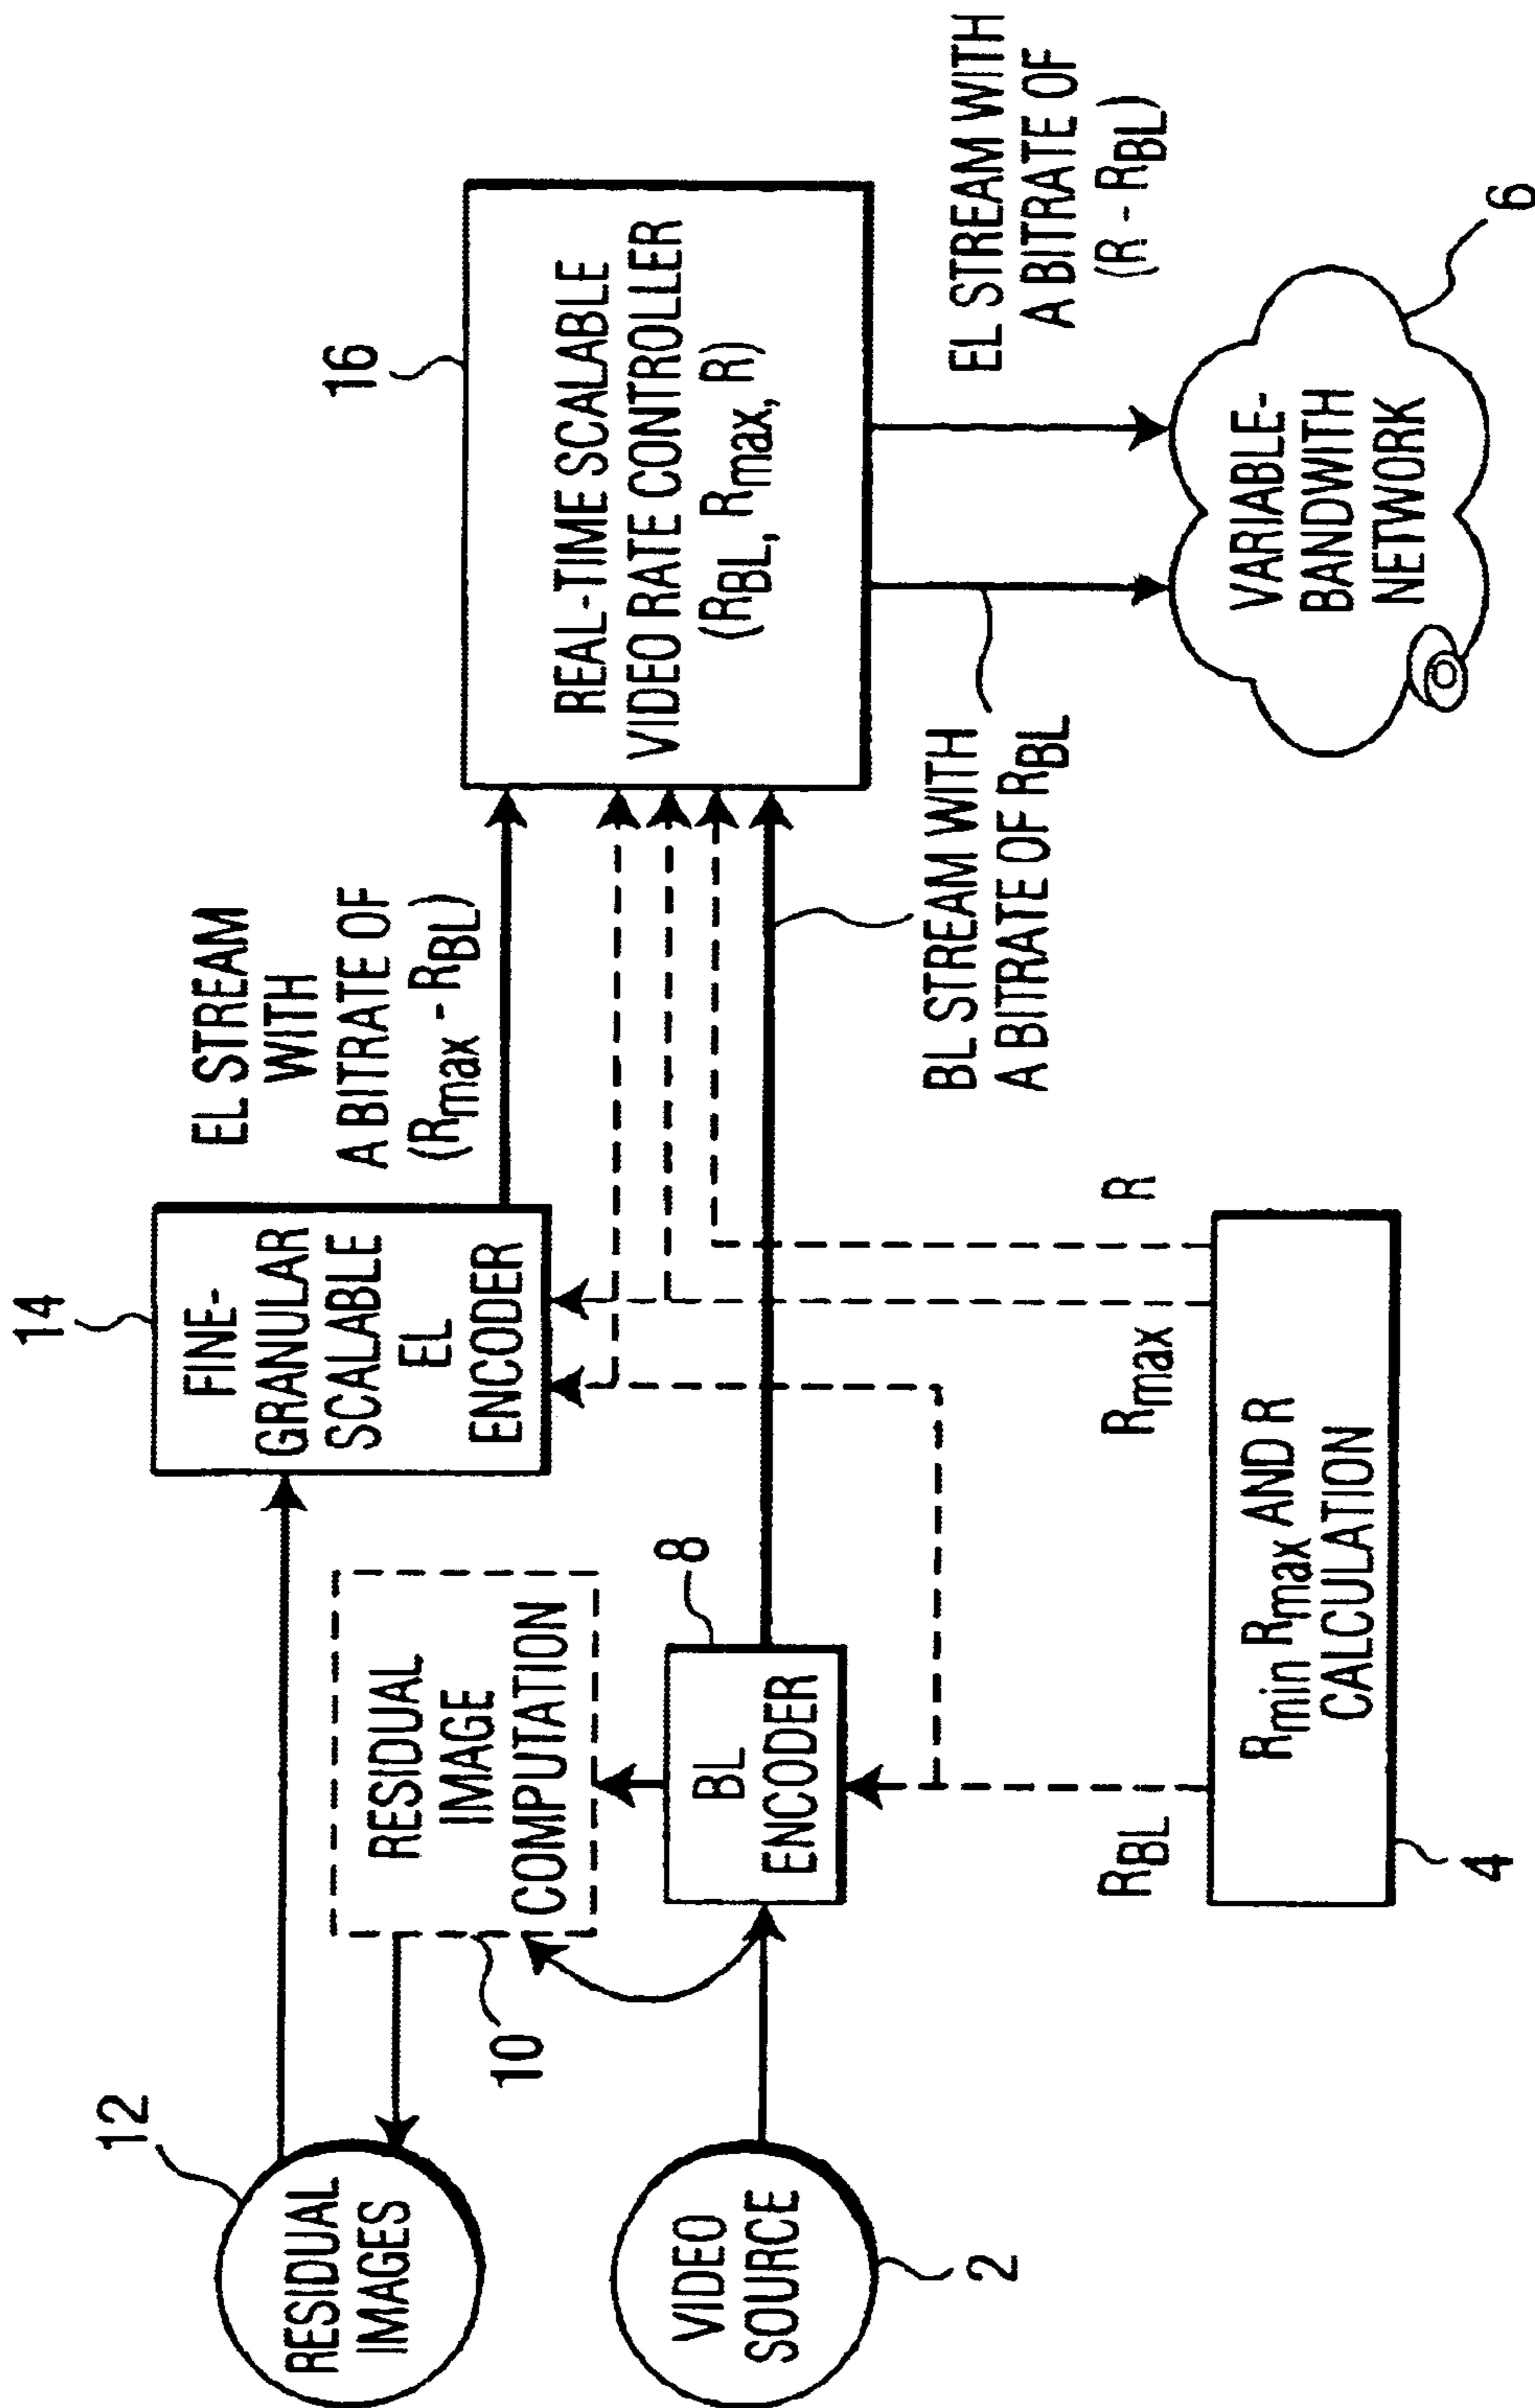 12
RESIDUAL
IMAGES
VIDEO
SOURCE
2
10
RESIDUAL
IMAGE
COMPUTATION
8
BL
ENCODER
14
FINE-
GRANULAR
SCALABLE
EL
ENCODER
EL STREAM
WITH
A BITRATE OF
(Rmax - RBL)
16
REAL-TIME SCALABLE
VIDEO RATE CONTROLLER
(RBL, Rmax, R)
BL STREAM WITH
A BITRATE OF RBL
EL STREAM WITH
A BITRATE OF
(R - RBL)
RBL
Rmax
R
Rmin Rmax AND R
CALCULATION
4
VARIABLE-
BANDWITH
NETWORK
6